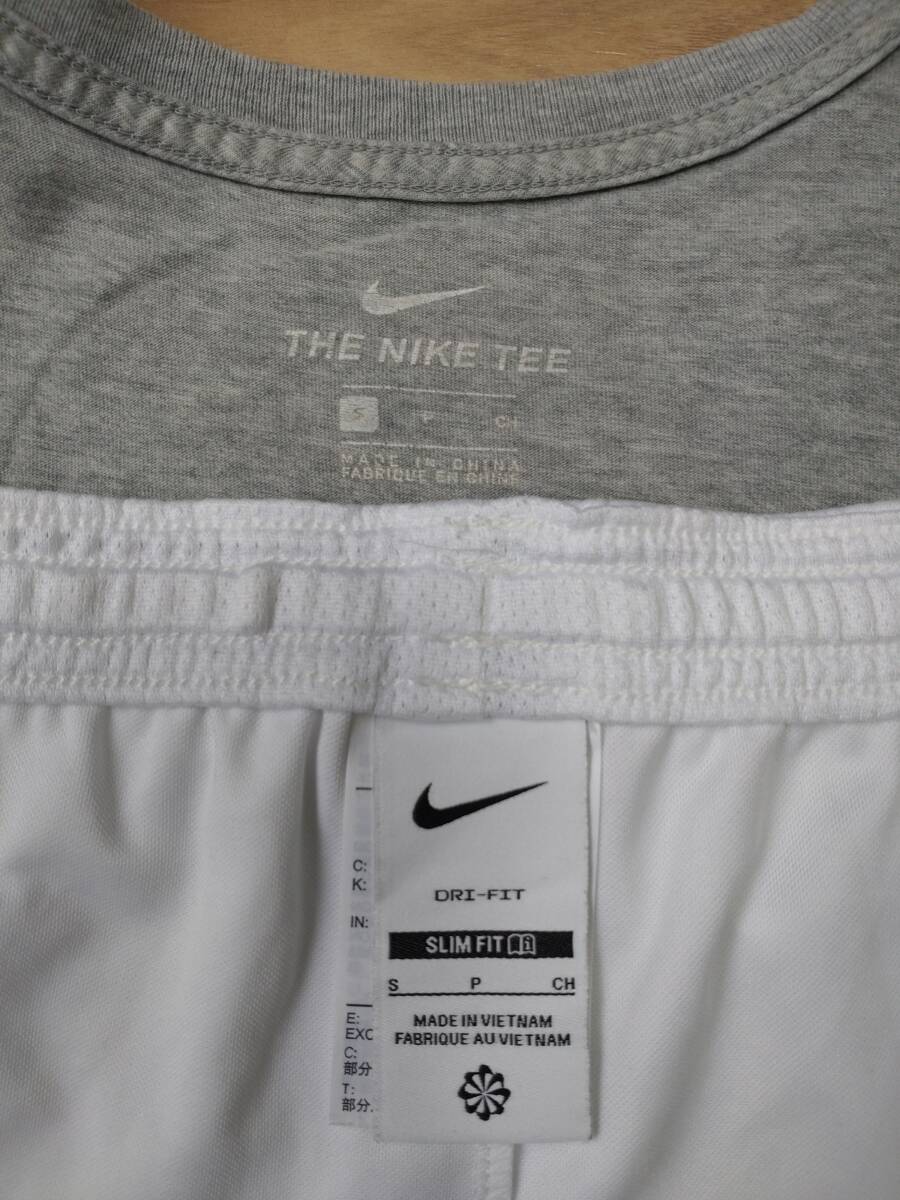 THE NIKE TEE
S P CH
MADE IN CHINA
FABRIQUÉ EN CHINE
DRI-FIT
SLIM FIT
S P CH
MADE IN VIETNAM
FABRIQUE AU VIETNAM
C:
K:
IN:
E:
EXC
C:
部分
T:
部分